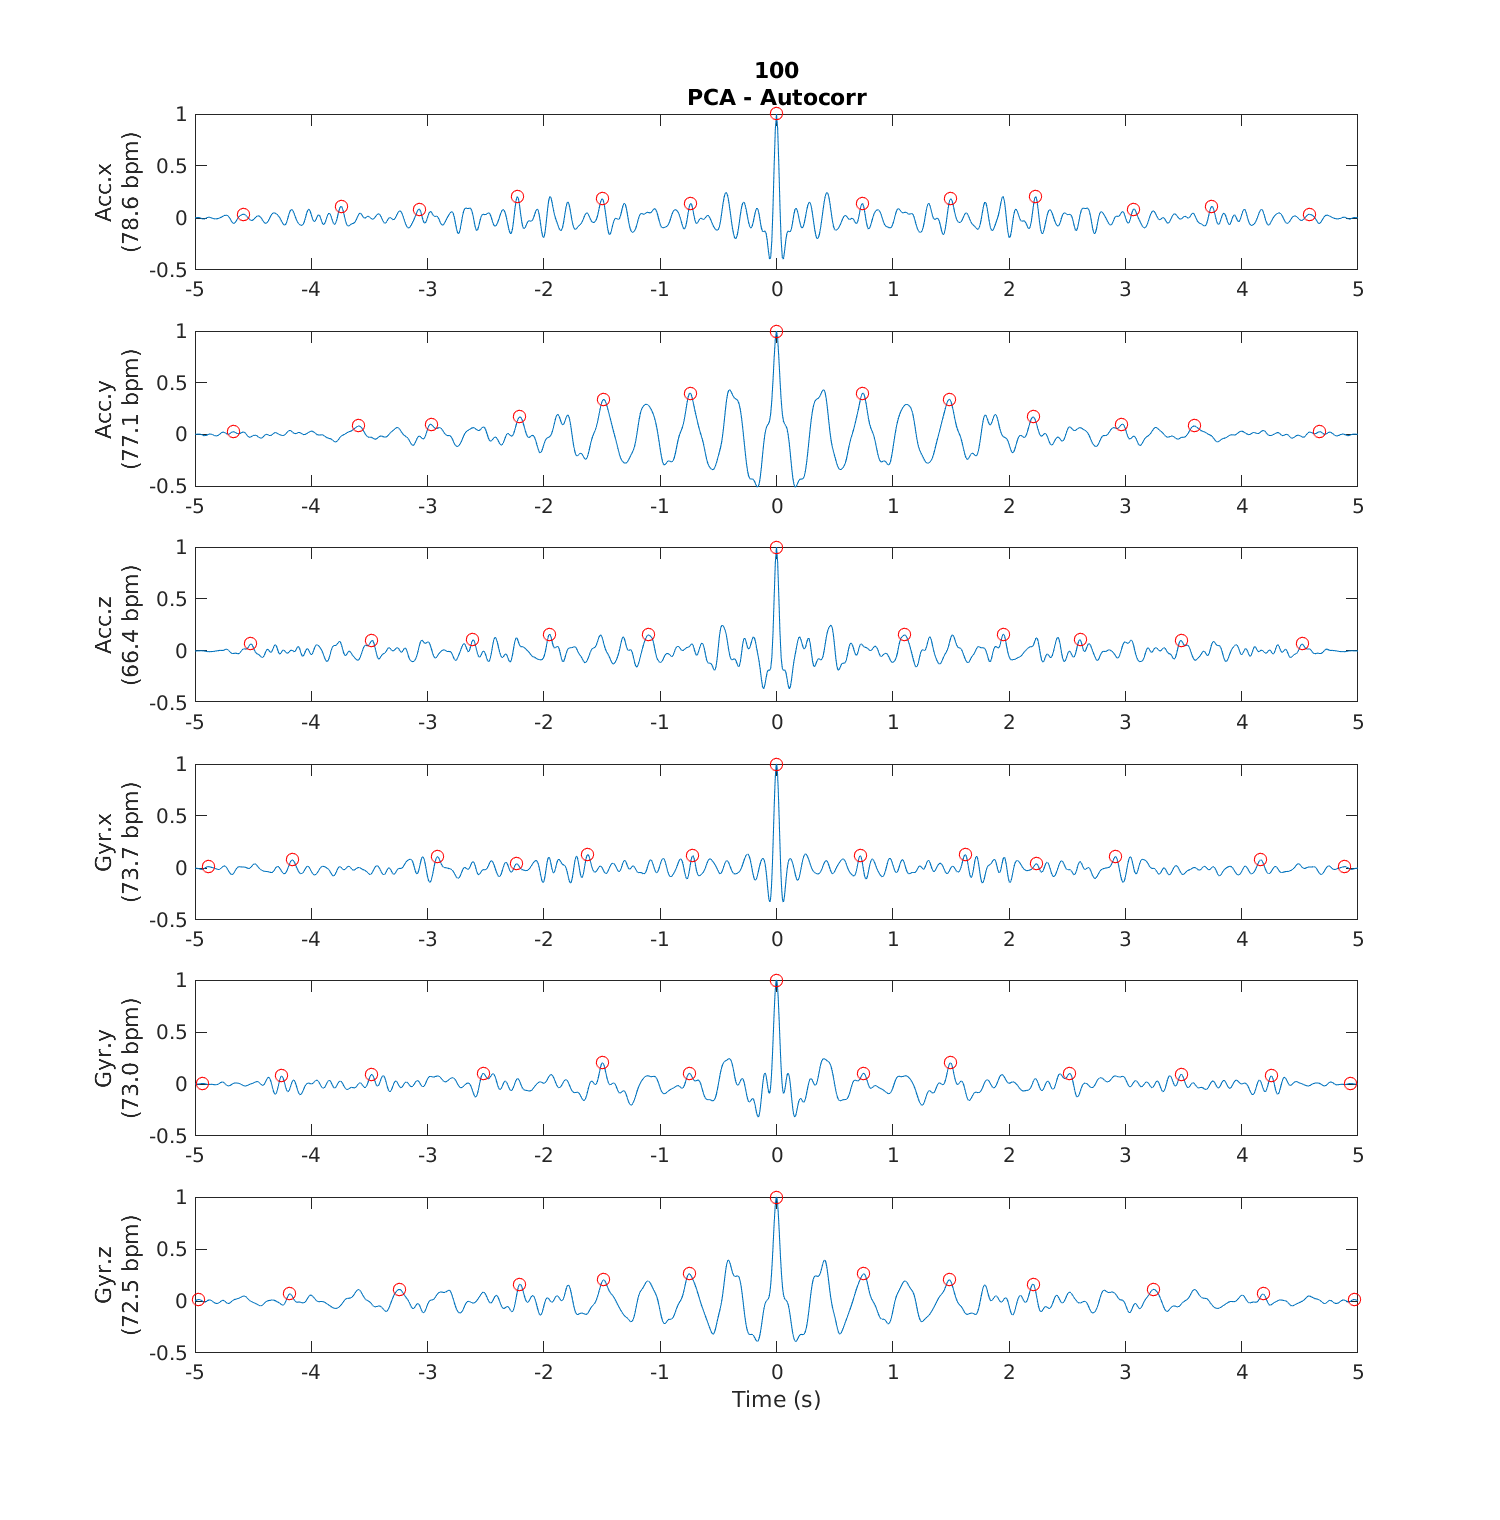 100
PCA - Autocorr
Acc.x
(78.6 bpm)
1
0.5
0
-0.5
-5 -4 -3 -2 -1 0 1 2 3 4 5
Acc.y
(77.1 bpm)
1
0.5
0
-0.5
-5 -4 -3 -2 -1 0 1 2 3 4 5
Acc.z
(66.4 bpm)
1
0.5
0
-0.5
-5 -4 -3 -2 -1 0 1 2 3 4 5
Gyr.x
(73.7 bpm)
1
0.5
0
-0.5
-5 -4 -3 -2 -1 0 1 2 3 4 5
Gyr.y
(73.0 bpm)
1
0.5
0
-0.5
-5 -4 -3 -2 -1 0 1 2 3 4 5
Gyr.z
(72.5 bpm)
1
0.5
0
-0.5
-5 -4 -3 -2 -1 0 1 2 3 4 5
Time (s)